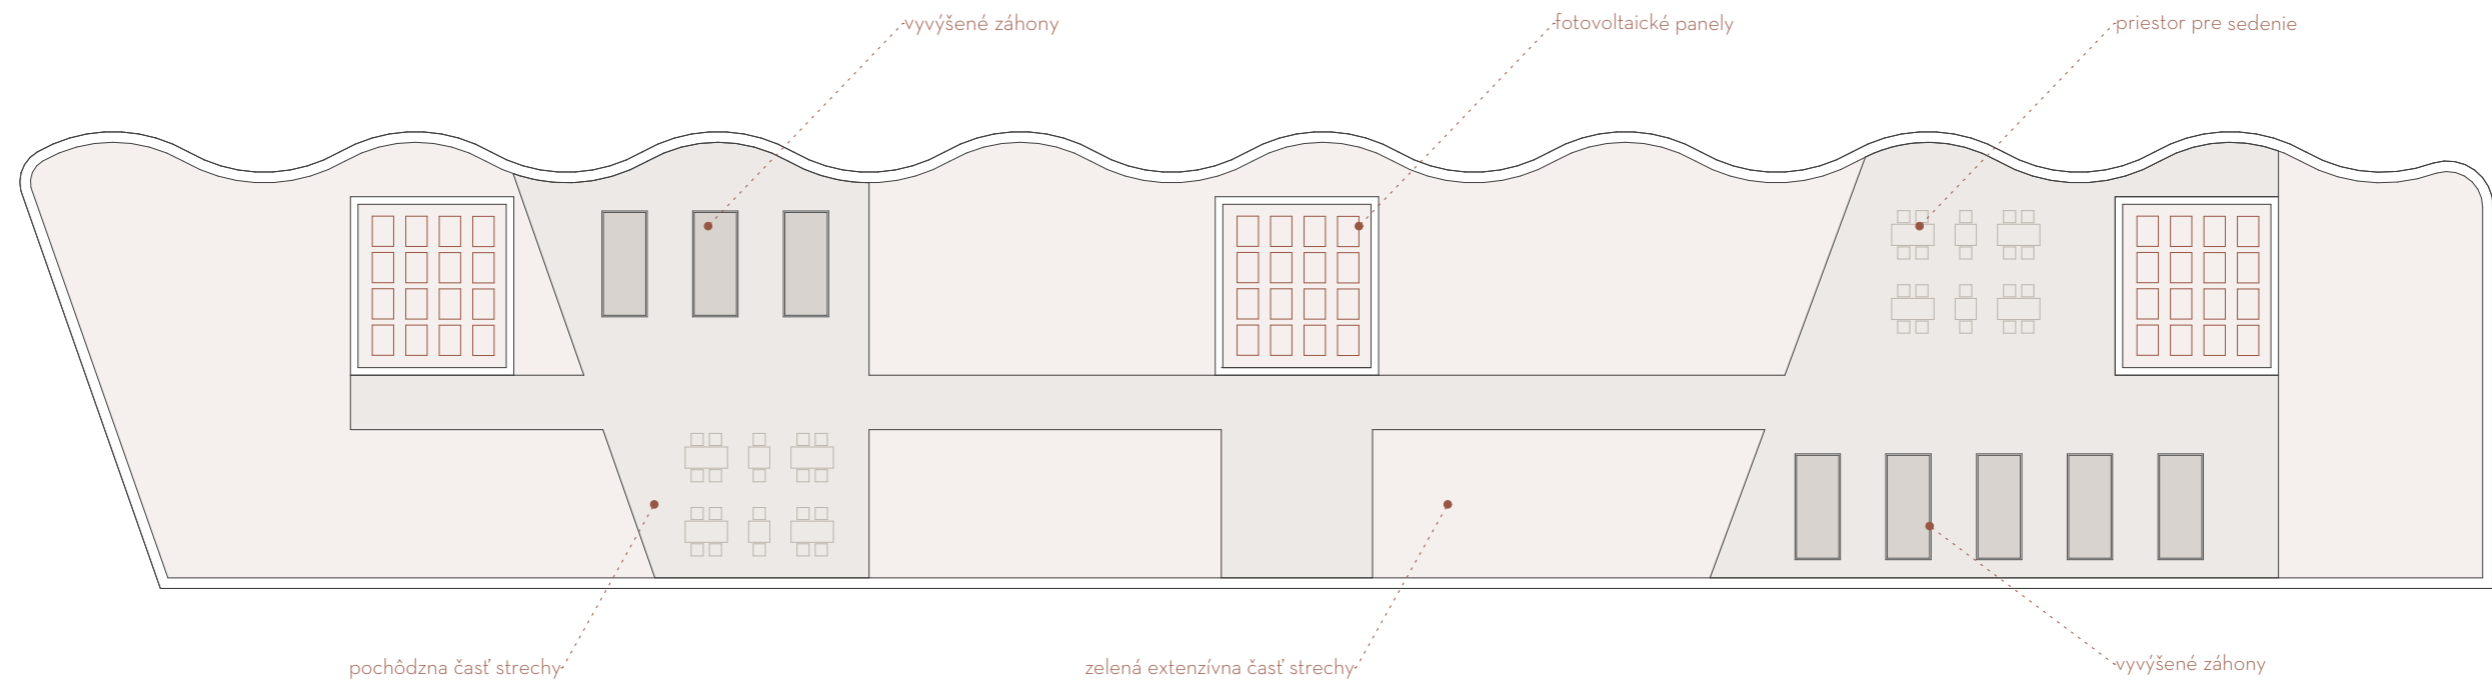 vyvýšené záhony
fotovoltaické panely
priestor pre sedenie
pochôdzna časť strechy
zelená extenzívna časť strechy
vyvýšené záhony